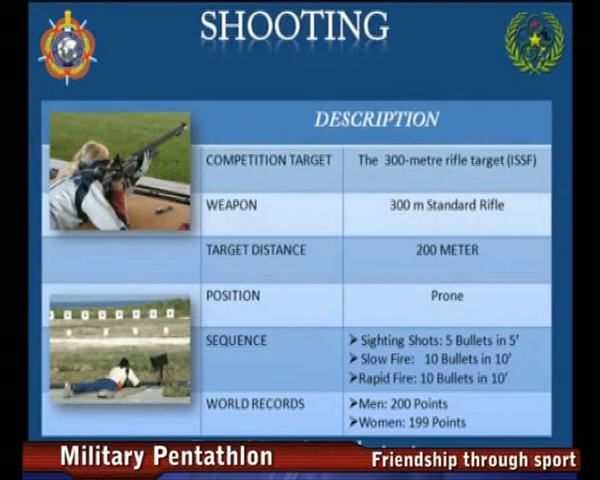 SHOOTING
DESCRIPTION
COMPETITION TARGET
The 300-metre rifle target (ISSF)
WEAPON
300 m Standard Rifle
TARGET DISTANCE
200 METER
POSITION
Prone
SEQUENCE
➤ Sighting Shots: 5 Bullets in 5'
➤ Slow Fire: 10 Bullets in 10'
➤ Rapid Fire: 10 Bullets in 10'
WORLD RECORDS
➤ Men: 200 Points
➤ Women: 199 Points
Military Pentathlon
Friendship through sport